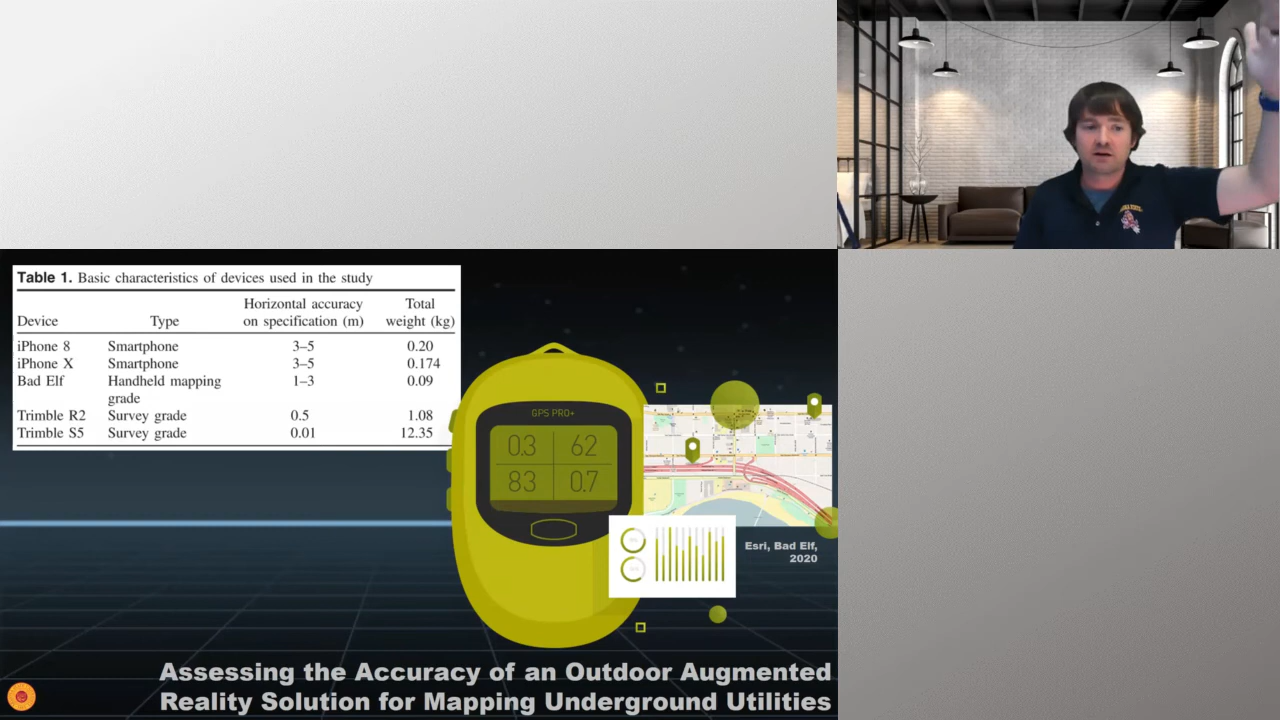 Table 1. Basic characteristics of devices used in the study
Horizontal accuracy Total
Device Type on specification (m) weight (kg)
iPhone 8 Smartphone 3–5 0.20
iPhone X Smartphone 3–5 0.174
Bad Elf Handheld mapping 1–3 0.09
grade
Trimble R2 Survey grade 0.5 1.08
Trimble S5 Survey grade 0.01 12.35
GPS PRO+
0.3 62
83 0.7
Esri, Bad Elf,
2020
Assessing the Accuracy of an Outdoor Augmented
Reality Solution for Mapping Underground Utilities